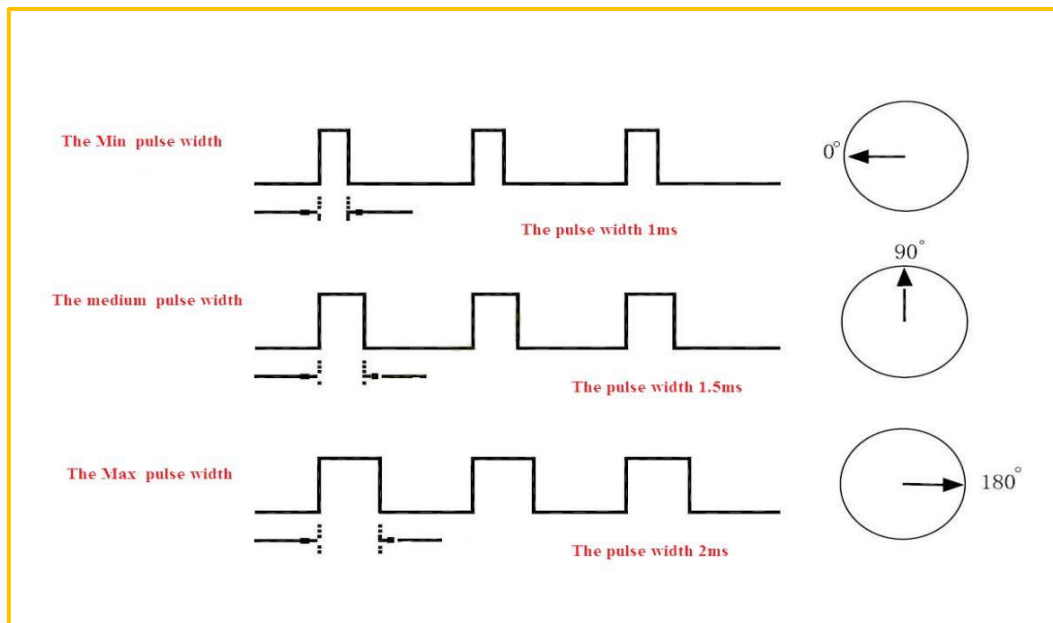 The Min pulse width
0°
The pulse width 1ms
90°
The medium pulse width
The pulse width 1.5ms
The Max pulse width
180°
The pulse width 2ms